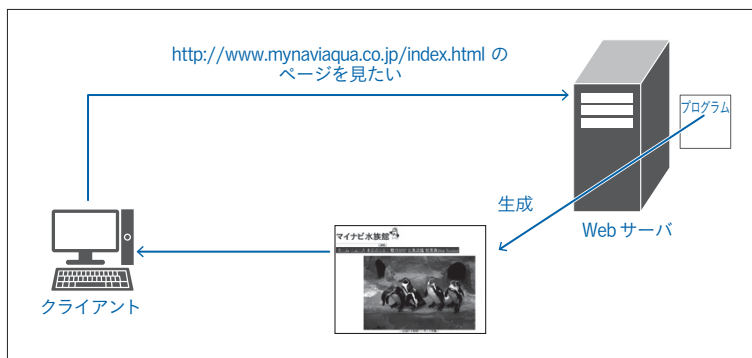 http://www.mynaviaqua.co.jp/index.html の
ページを見たい
プログラム
生成
Web サーバ
マイナビ水族館
クライアント